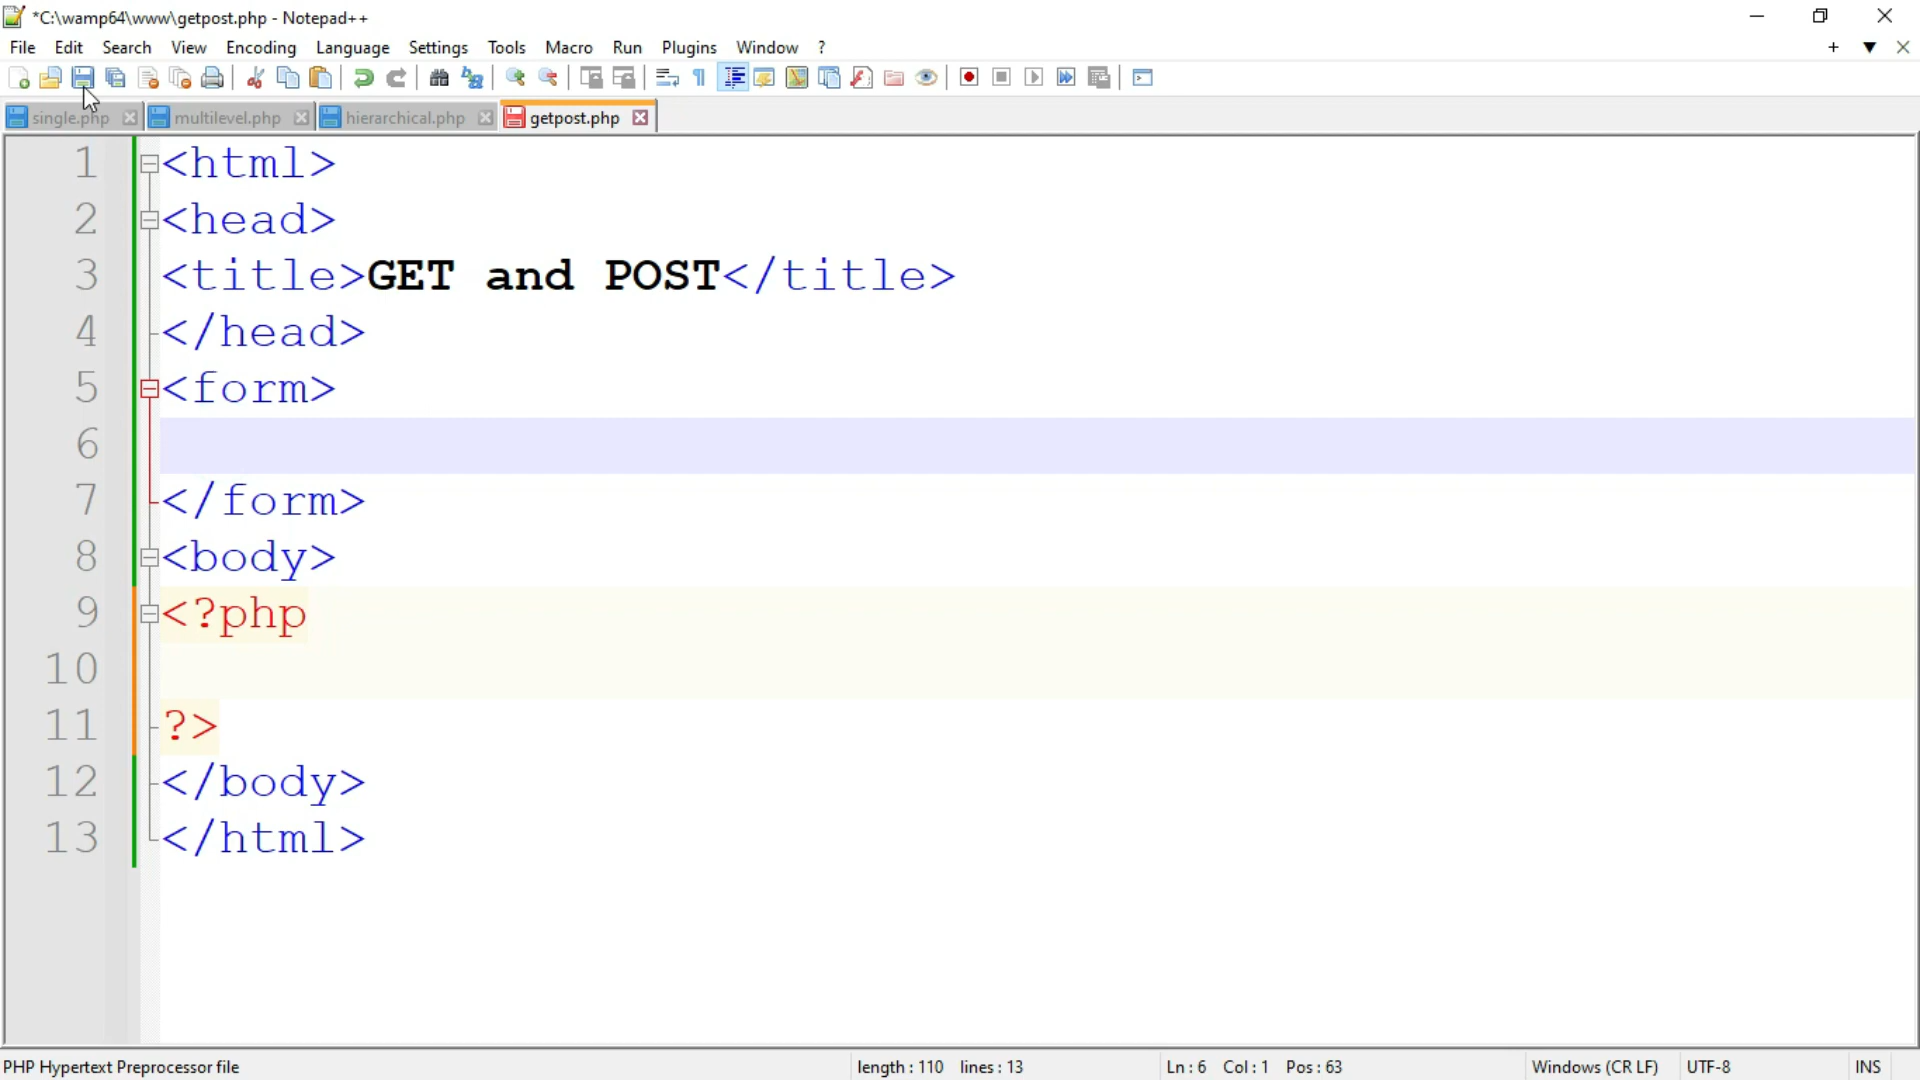 *C:\wamp64\www\getpost.php - Notepad++
File Edit Search View Encoding Language Settings Tools Macro Run Plugins Window ?
single.php multilevel.php hierarchical.php getpost.php
1 <html>
2 <head>
3 <title>GET and POST</title>
4 </head>
5 <form>
6
7 </form>
8 <body>
9 <?php
10
11 ?>
12 </body>
13 </html>
PHP Hypertext Preprocessor file length : 110 lines : 13 Ln : 6 Col : 1 Pos : 63 Windows (CR LF) UTF-8 INS